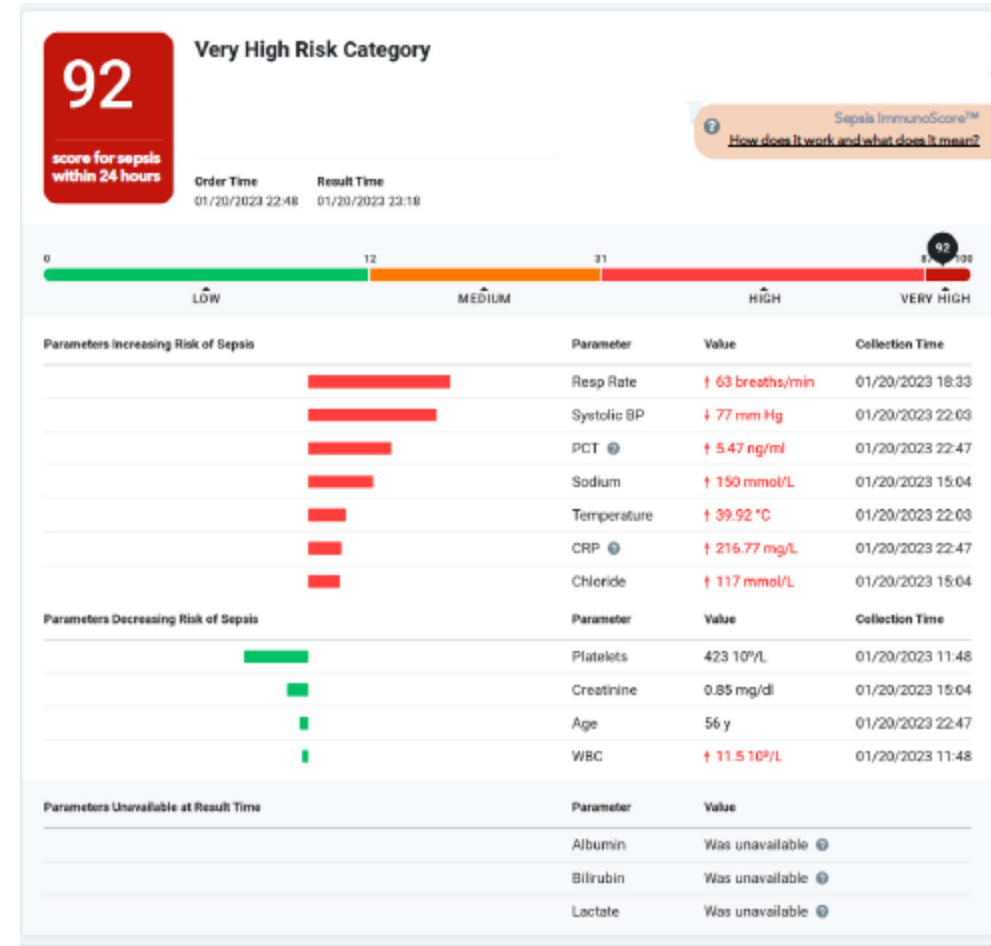 92
score for sepsis
within 24 hours
Very High Risk Category
Sepsis ImmunoScore™
How does it work and what does it mean?
Order Time Result Time
01/20/2023 22:48 01/20/2023 23:18
92
0 12 31 100
LOW MEDIUM HIGH VERY HIGH
Parameters Increasing Risk of Sepsis Parameter Value Collection Time
Resp Rate ↑ 63 breaths/min 01/20/2023 18:33
Systolic BP ↓ 77 mm Hg 01/20/2023 22:03
PCT ? ↑ 5.47 ng/ml 01/20/2023 22:47
Sodium ↑ 150 mmol/L 01/20/2023 15:04
Temperature ↑ 39.92 °C 01/20/2023 22:03
CRP ? ↑ 216.77 mg/L 01/20/2023 22:47
Chloride ↑ 117 mmol/L 01/20/2023 15:04
Parameters Decreasing Risk of Sepsis Parameter Value Collection Time
Platelets 423 10⁹/L 01/20/2023 11:48
Creatinine 0.85 mg/dl 01/20/2023 15:04
Age 56 y 01/20/2023 22:47
WBC ↑ 11.5 10⁹/L 01/20/2023 11:48
Parameters Unavailable at Result Time Parameter Value
Albumin Was unavailable ?
Bilirubin Was unavailable ?
Lactate Was unavailable ?